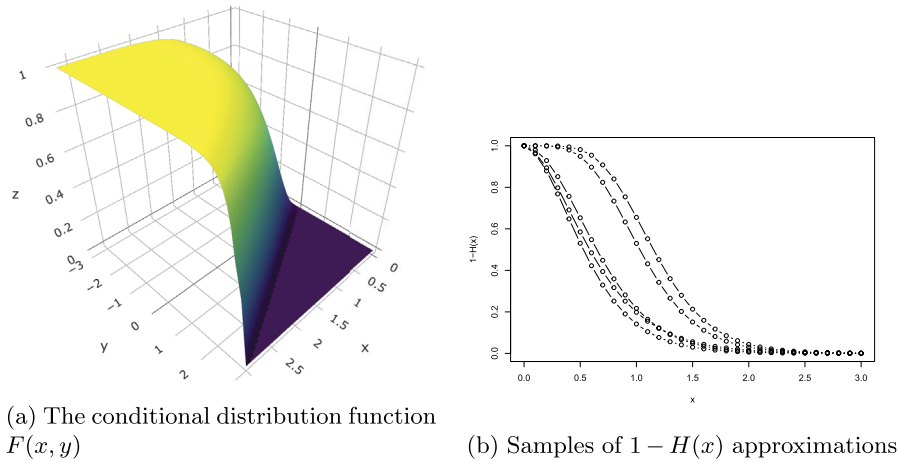 1
0.8
0.6
0.4
0.2
0
z
−3
−2
−1
0
1
2
y
0
0.5
1
1.5
2
2.5
x
1.0
0.8
0.6
0.4
0.2
0.0
1−H(x)
0.0 0.5 1.0 1.5 2.0 2.5 3.0
x
(a) The conditional distribution function
F(x, y)
(b) Samples of 1 − H(x) approximations